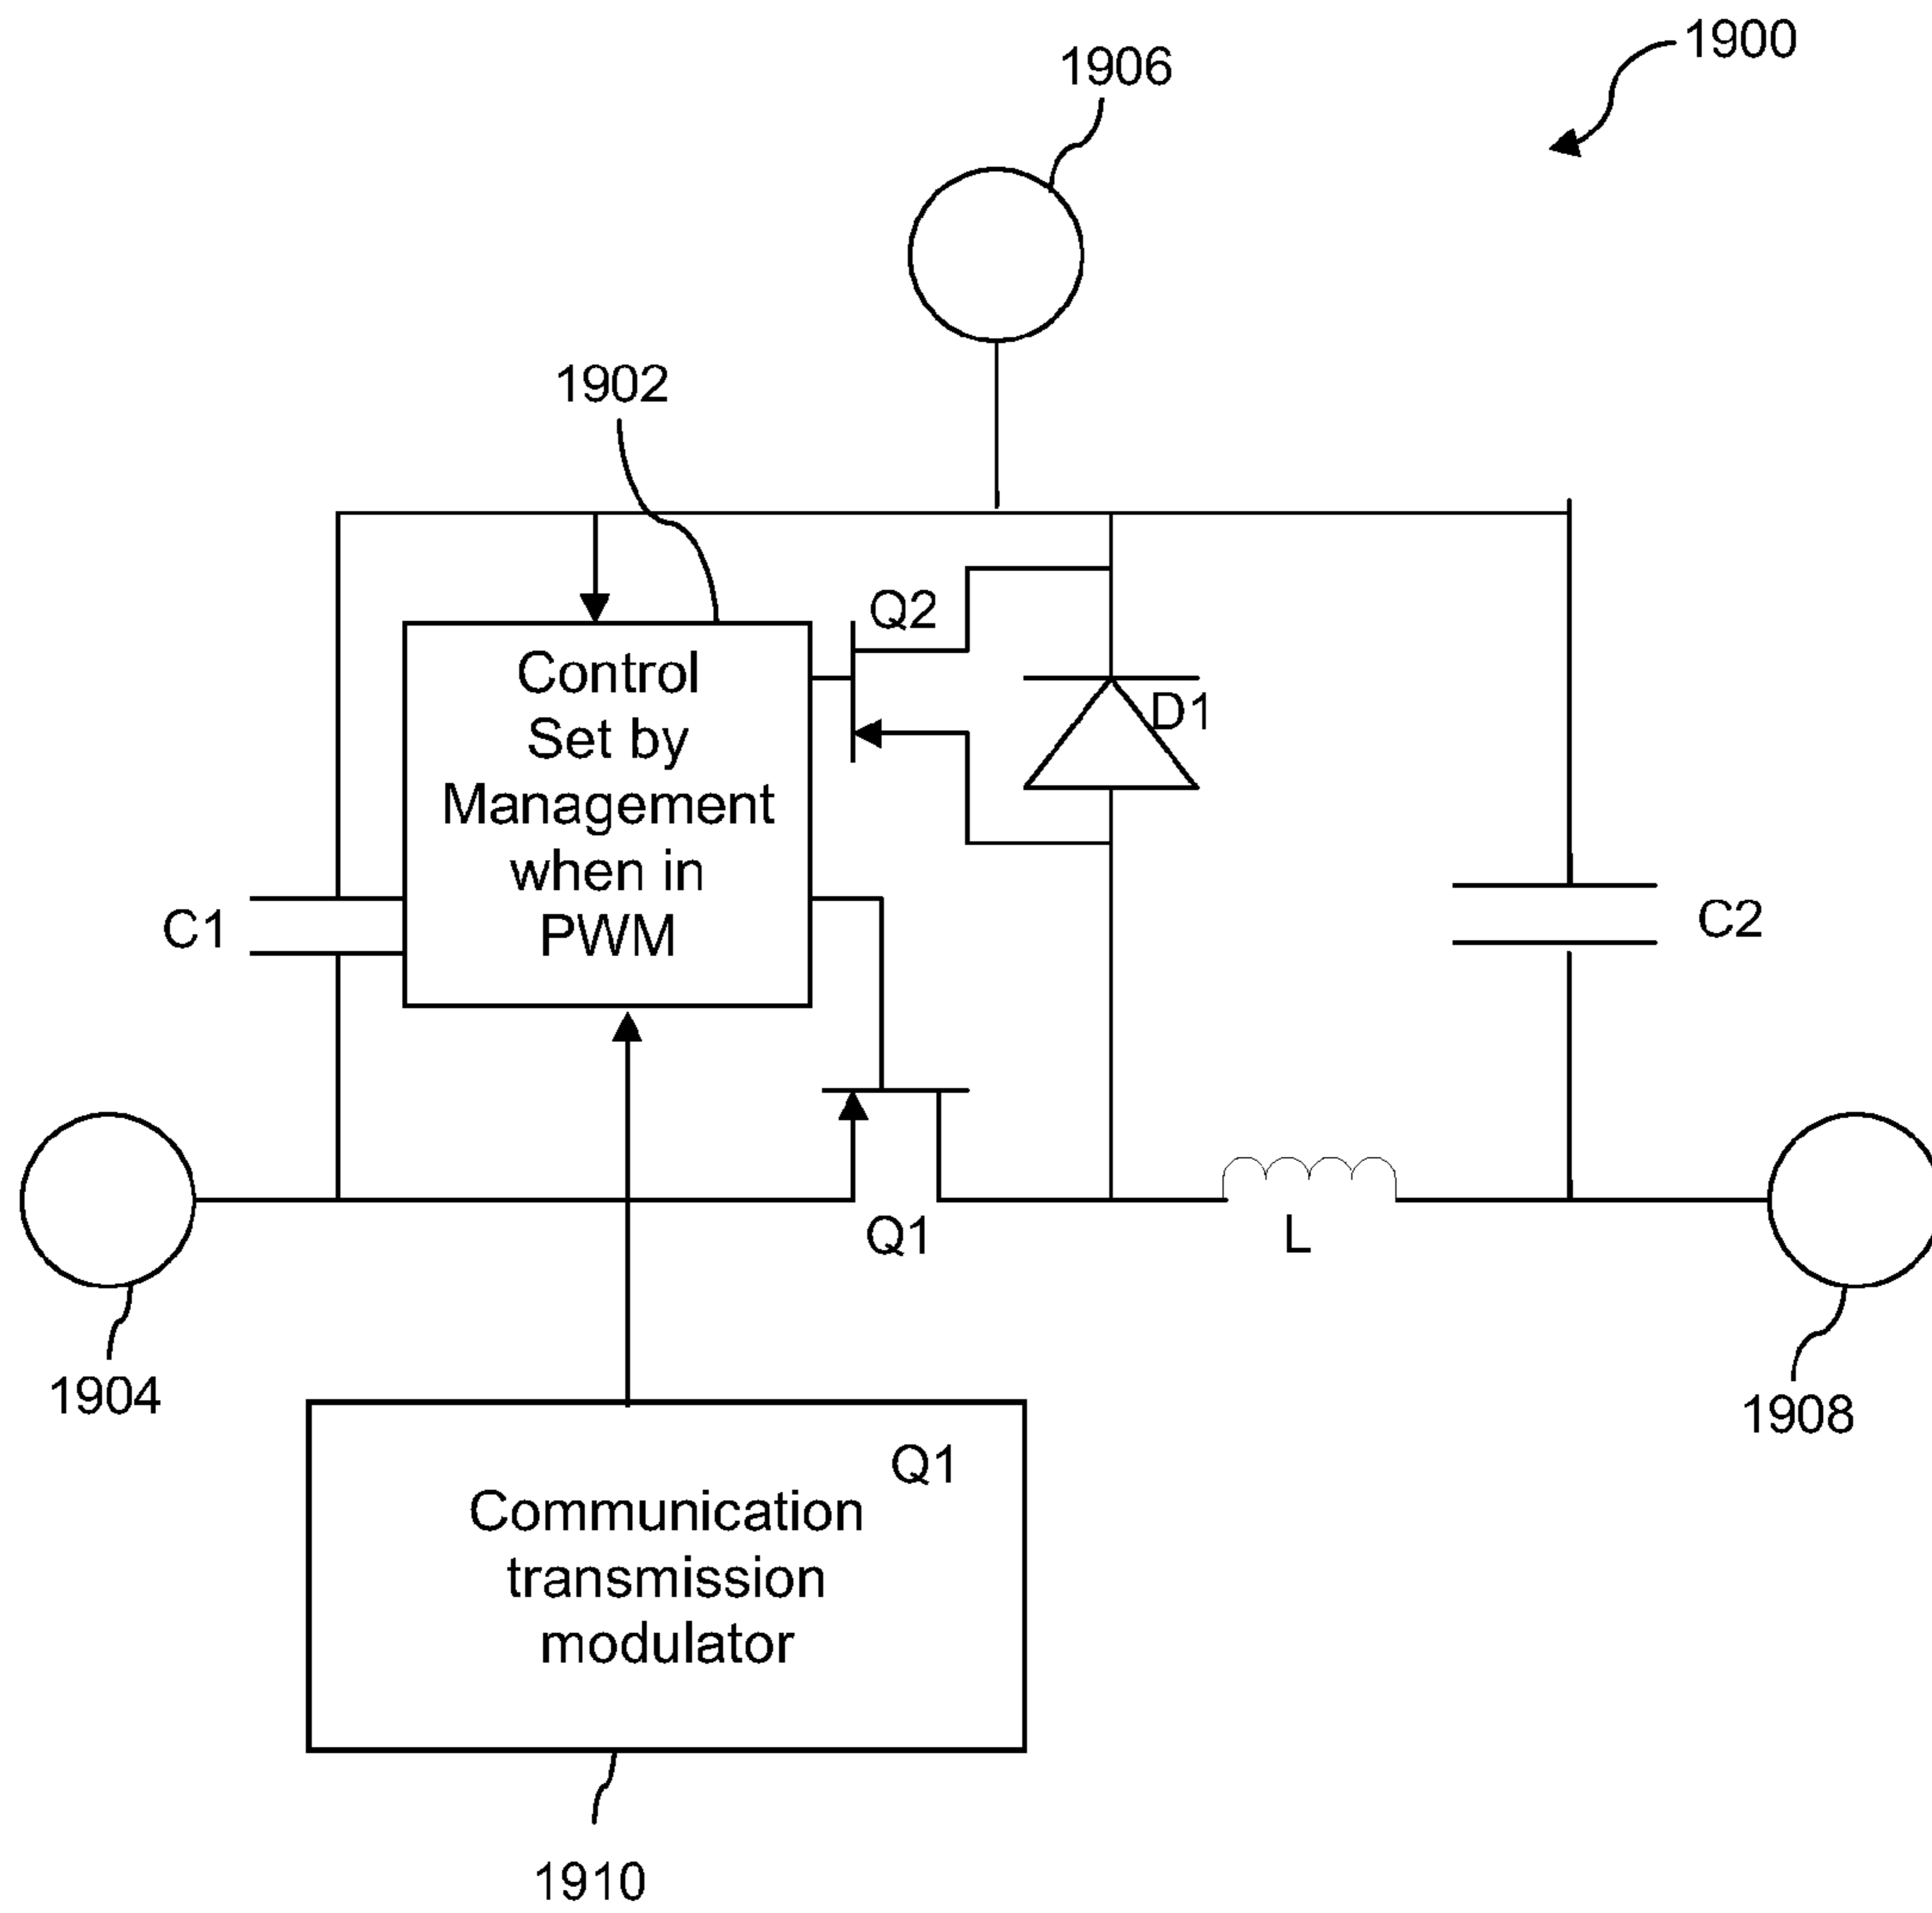 1900
1906
1902
Q2
Control
Set by
Management
when in
PWM
D1
C1
C2
Q1
L
1904
1908
Q1
Communication
transmission
modulator
1910